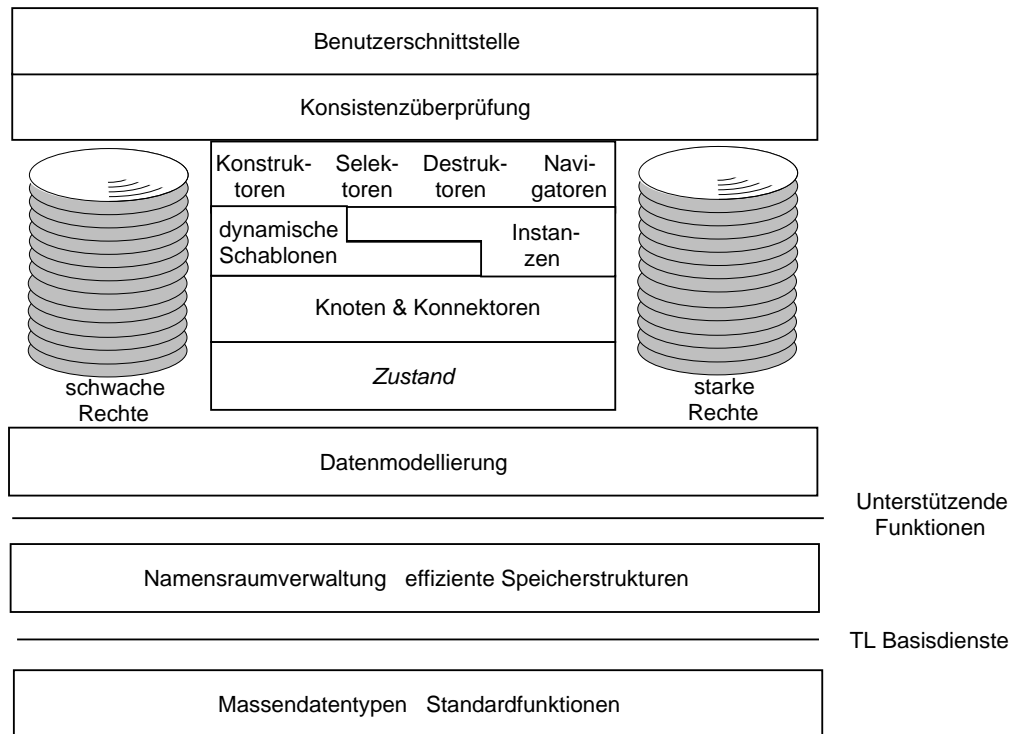 Benutzerschnittstelle
Konsistenzüberprüfung
Konstruk- Selek- Destruk- Navi-
toren toren toren gatoren
dynamische
Schablonen
Instan-
zen
Knoten & Konnektoren
Zustand
schwache
Rechte
starke
Rechte
Datenmodellierung
Unterstützende
Funktionen
Namensraumverwaltung effiziente Speicherstrukturen
TL Basisdienste
Massendatentypen Standardfunktionen